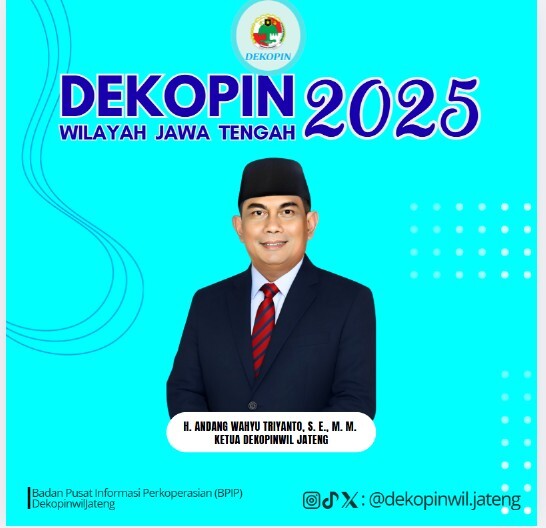 DEKOPIN
DEKOPIN 2025
WILAYAH JAWA TENGAH
H. ANDANG WAHYU TRIYANTO, S. E., M. M.
KETUA DEKOPINWIL JATENG
Badan Pusat Informasi Perkoperasian (BPIP)
DekopinwilJateng
: @dekopinwil.jateng